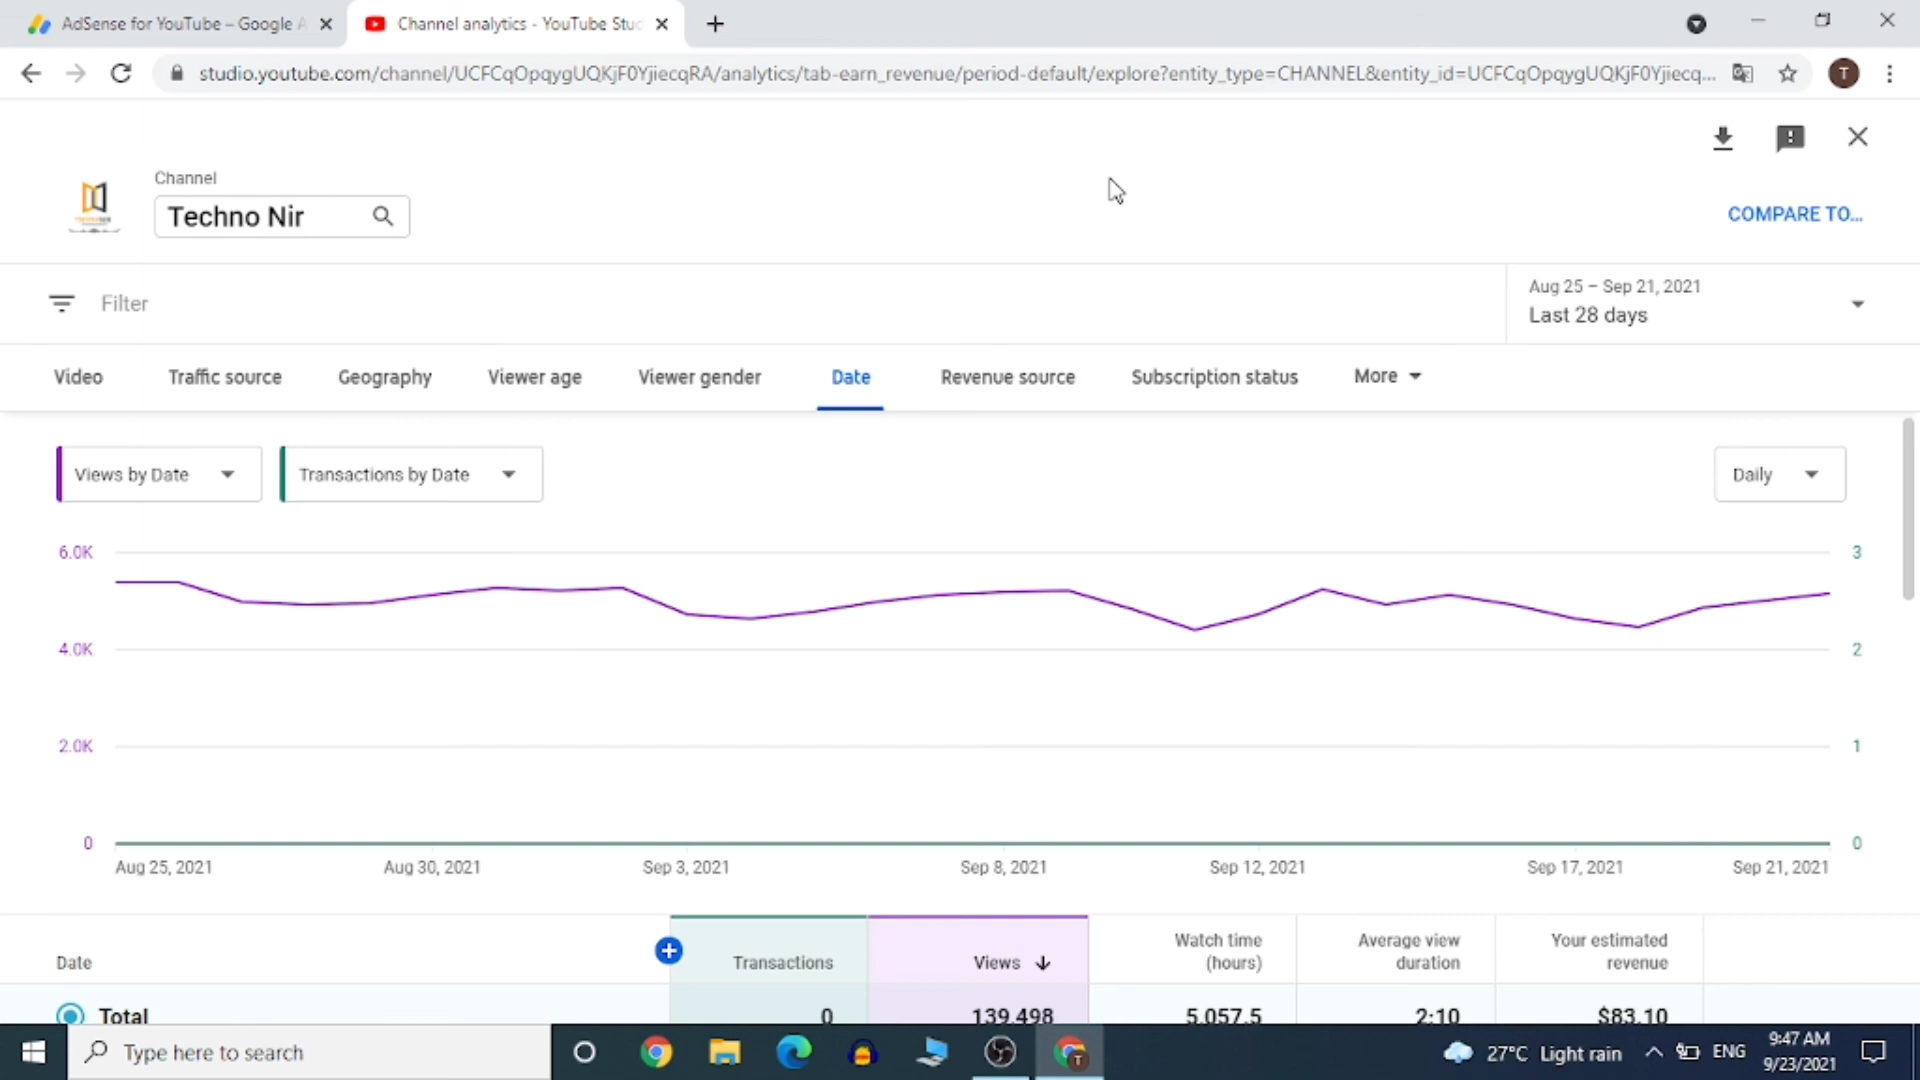 AdSense for YouTube – Google A
Channel analytics - YouTube Stuc
studio.youtube.com/channel/UCFCqOpqygUQKjF0YjiecqRA/analytics/tab-earn_revenue/period-default/explore?entity_type=CHANNEL&entity_id=UCFCqOpqygUQKjF0Yjiecq...
T
Channel
Techno Nir
COMPARE TO...
Filter
Aug 25 – Sep 21, 2021
Last 28 days
Video
Traffic source
Geography
Viewer age
Viewer gender
Date
Revenue source
Subscription status
More
Views by Date
Transactions by Date
Daily
6.0K
3
4.0K
2
2.0K
1
0
0
Aug 25, 2021
Aug 30, 2021
Sep 3, 2021
Sep 8, 2021
Sep 12, 2021
Sep 17, 2021
Sep 21, 2021
Date
Transactions
Views
Watch time
(hours)
Average view
duration
Your estimated
revenue
Total
0
139,498
5,057.5
2:10
$83.10
Type here to search
T
27°C Light rain
ENG
9:47 AM
9/23/2021